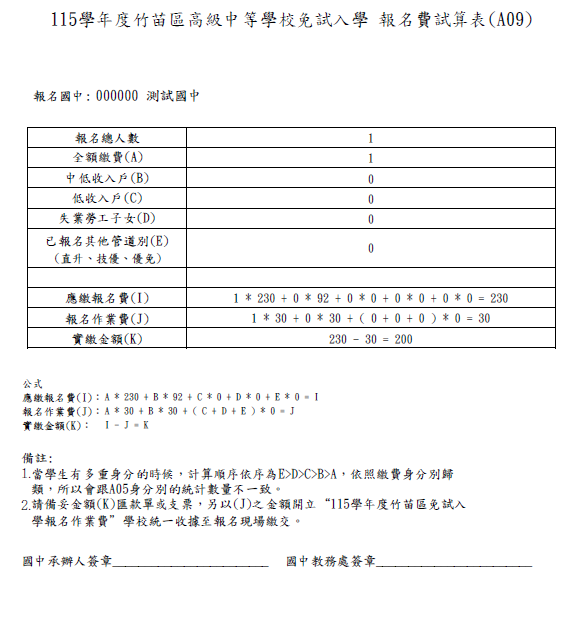 115學年度竹苗區高級中等學校免試入學 報名費試算表(A09)
報名國中: 000000 測試國中
報名總人數 1
全額繳費(A) 1
中低收入戶(B) 0
低收入戶(C) 0
失業勞工子女(D) 0
已報名其他管道別(E)
(直升、技優、優免) 0
應繳報名費(I) 1 * 230 + 0 * 92 + 0 * 0 + 0 * 0 + 0 * 0 = 230
報名作業費(J) 1 * 30 + 0 * 30 + ( 0 + 0 + 0 ) * 0 = 30
實繳金額(K) 230 - 30 = 200
公式
應繳報名費(I): A * 230 + B * 92 + C * 0 + D * 0 + E * 0 = I
報名作業費(J): A * 30 + B * 30 + ( C + D + E ) * 0 = J
實繳金額(K): I - J = K
備註:
1.當學生有多重身分的時候，計算順序依序為E>D>C>B>A，依照繳費身分別歸
類，所以會跟A05身分別的統計數量不一致。
2.請備妥金額(K)匯款單或支票，另以(J)之金額開立“115學年度竹苗區免試入
學報名作業費”學校統一收據至報名現場繳交。
國中承辦人簽章____________________ 國中教務處簽章____________________